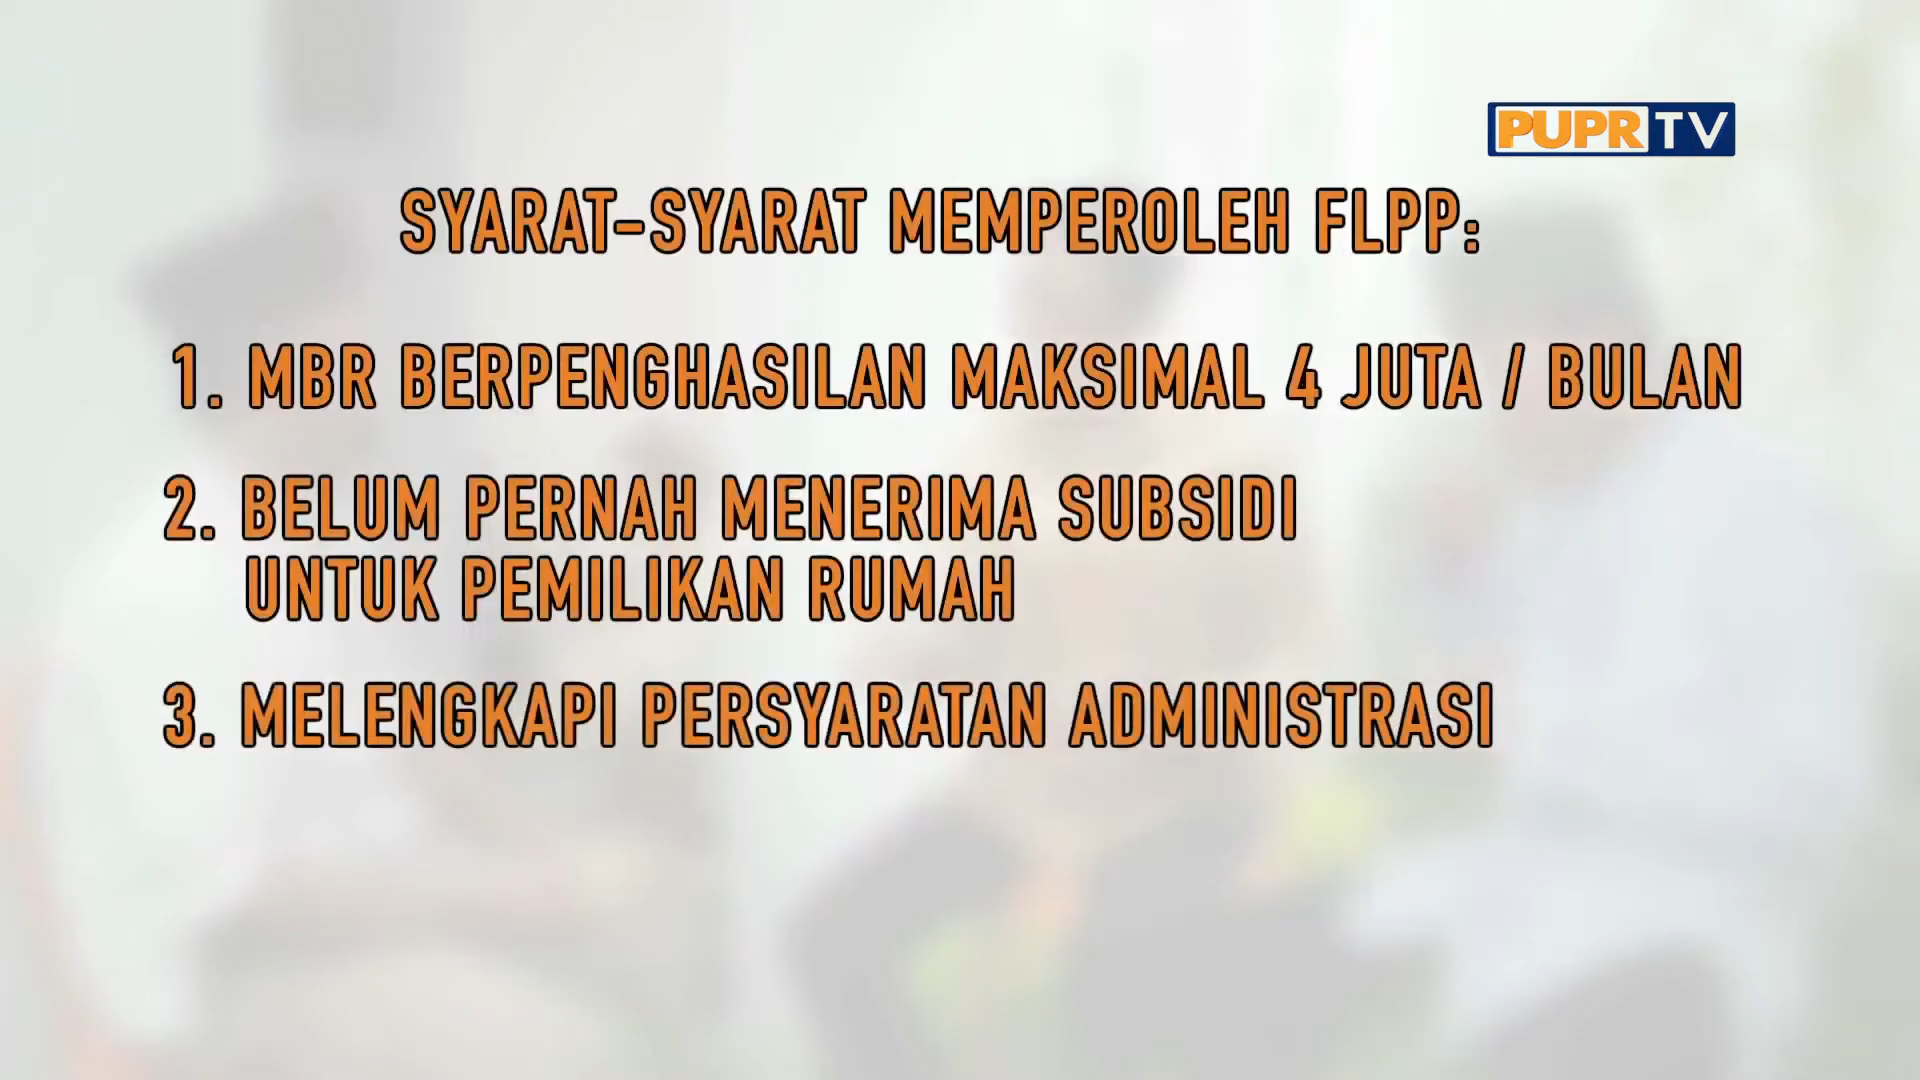 PUPR TV
SYARAT-SYARAT MEMPEROLEH FLPP:
1. MBR BERPENGHASILAN MAKSIMAL 4 JUTA / BULAN
2. BELUM PERNAH MENERIMA SUBSIDI
UNTUK PEMILIKAN RUMAH
3. MELENGKAPI PERSYARATAN ADMINISTRASI